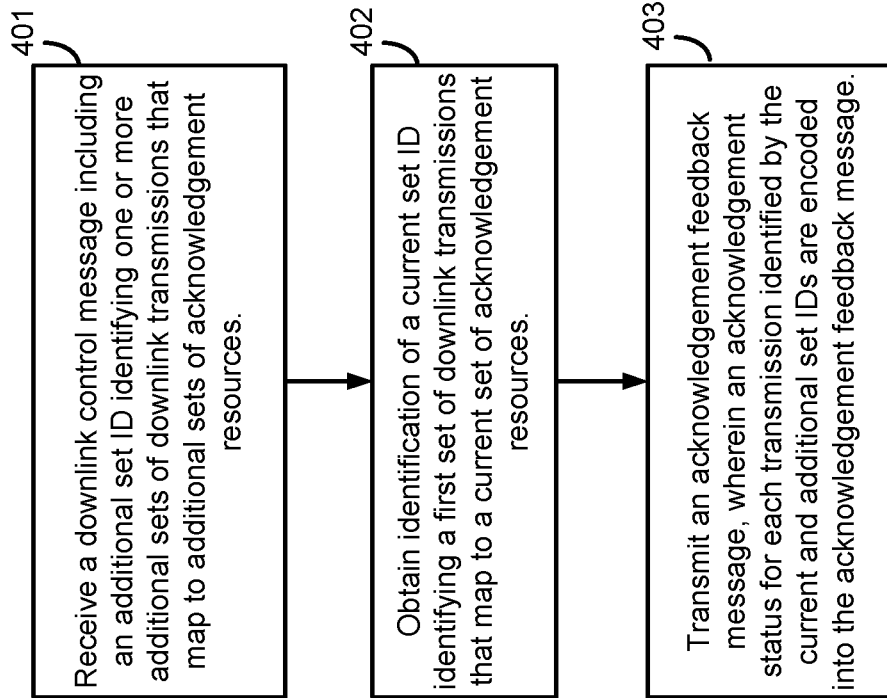 401
Receive a downlink control message including
an additional set ID identifying one or more
additional sets of downlink transmissions that
map to additional sets of acknowledgement
resources.
402
Obtain identification of a current set ID
identifying a first set of downlink transmissions
that map to a current set of acknowledgement
resources.
403
Transmit an acknowledgement feedback
message, wherein an acknowledgement
status for each transmission identified by the
current and additional set IDs are encoded
into the acknowledgement feedback message.